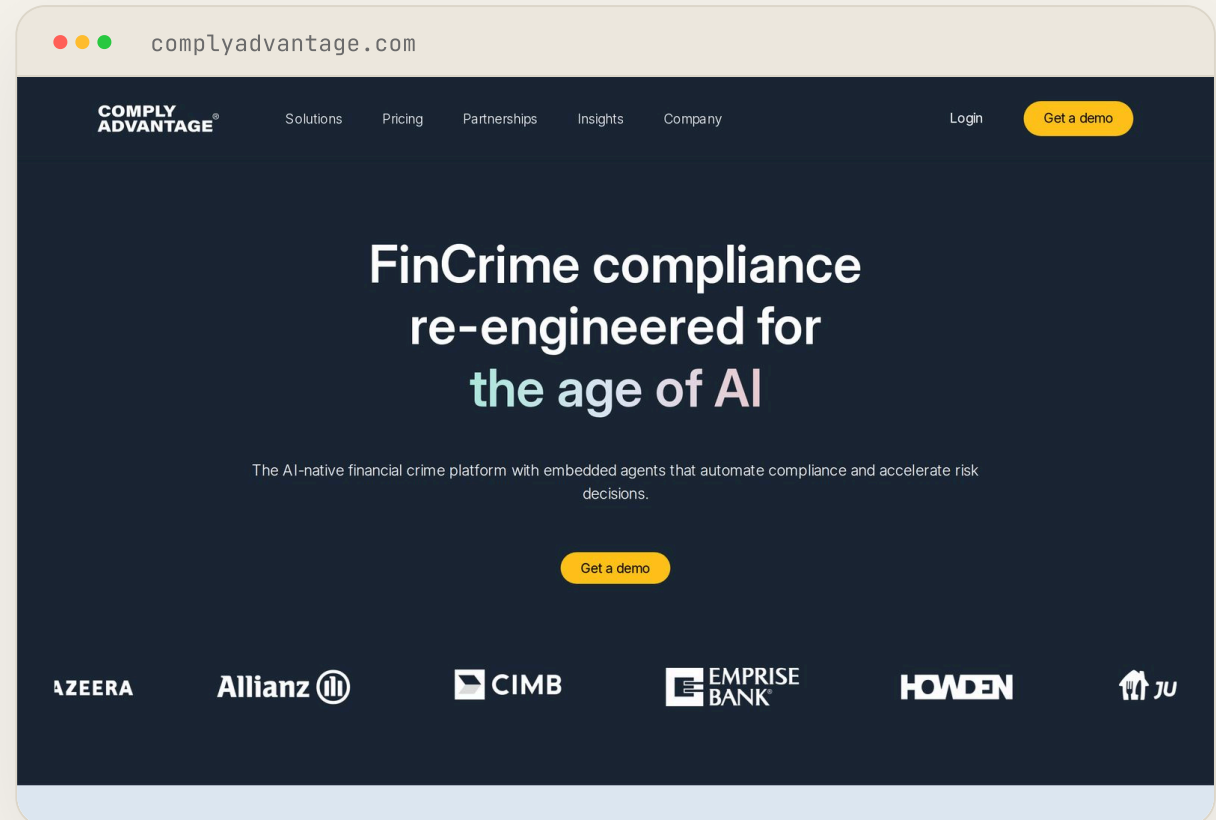 complyadvantage.com
COMPLY
ADVANTAGE®
Solutions
Pricing
Partnerships
Insights
Company
Login
Get a demo
FinCrime compliance
re-engineered for
the age of AI
The AI-native financial crime platform with embedded agents that automate compliance and accelerate risk
decisions.
Get a demo
AZEERA
Allianz
CIMB
EMPRISE
BANK®
HOWDEN
JU